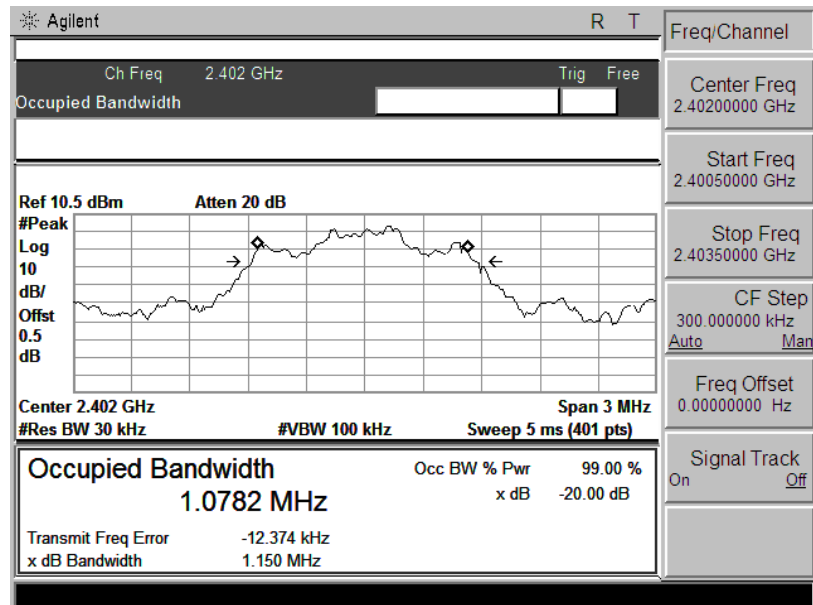 Agilent R T
Ch Freq 2.402 GHz Trig Free
Occupied Bandwidth
Ref 10.5 dBm Atten 20 dB
#Peak
Log
10
dB/
Offst
0.5
dB
Center 2.402 GHz Span 3 MHz
#Res BW 30 kHz #VBW 100 kHz Sweep 5 ms (401 pts)
Occupied Bandwidth Occ BW % Pwr 99.00 %
1.0782 MHz x dB -20.00 dB
Transmit Freq Error -12.374 kHz
x dB Bandwidth 1.150 MHz
Freq/Channel
Center Freq
2.40200000 GHz
Start Freq
2.40050000 GHz
Stop Freq
2.40350000 GHz
CF Step
300.000000 kHz
Auto Man
Freq Offset
0.00000000 Hz
Signal Track
On Off